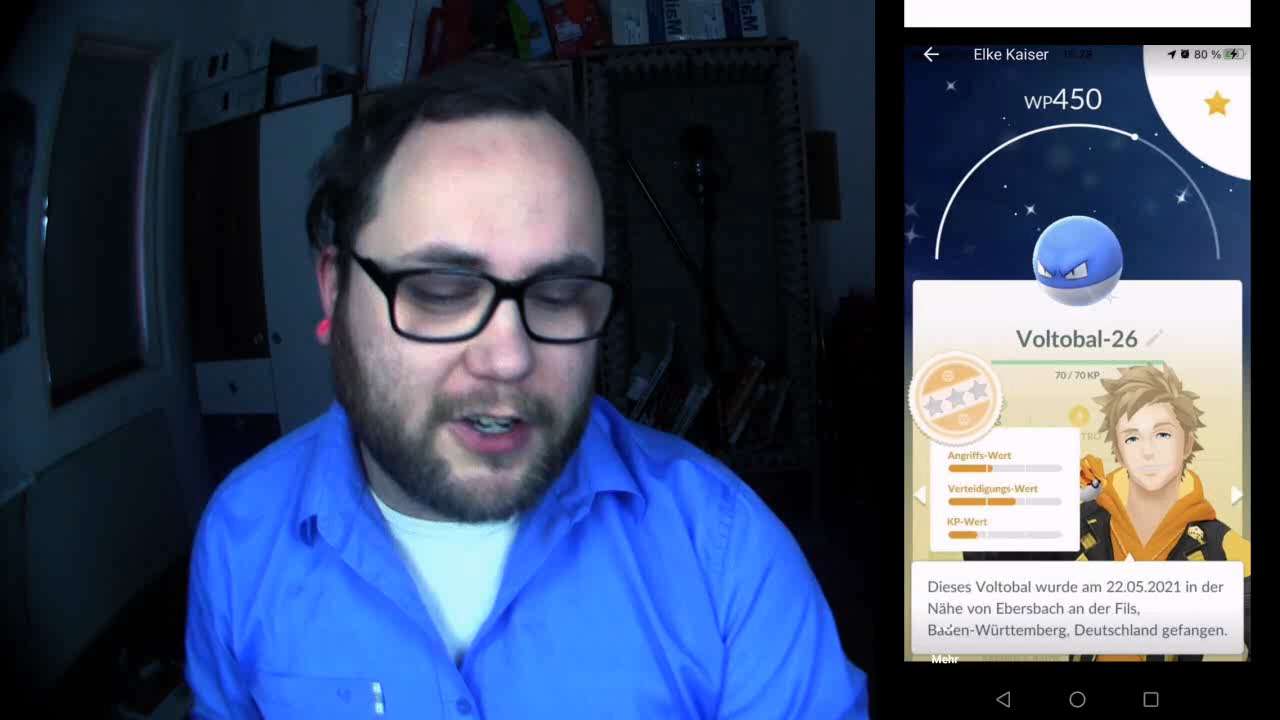 Elke Kaiser
80 %
WP450
Voltobal-26
70 / 70 KP
Angriffs-Wert
Verteidigungs-Wert
KP-Wert
Dieses Voltobal wurde am 22.05.2021 in der
Nähe von Ebersbach an der Fils,
Baden-Württemberg, Deutschland gefangen.
Mehr